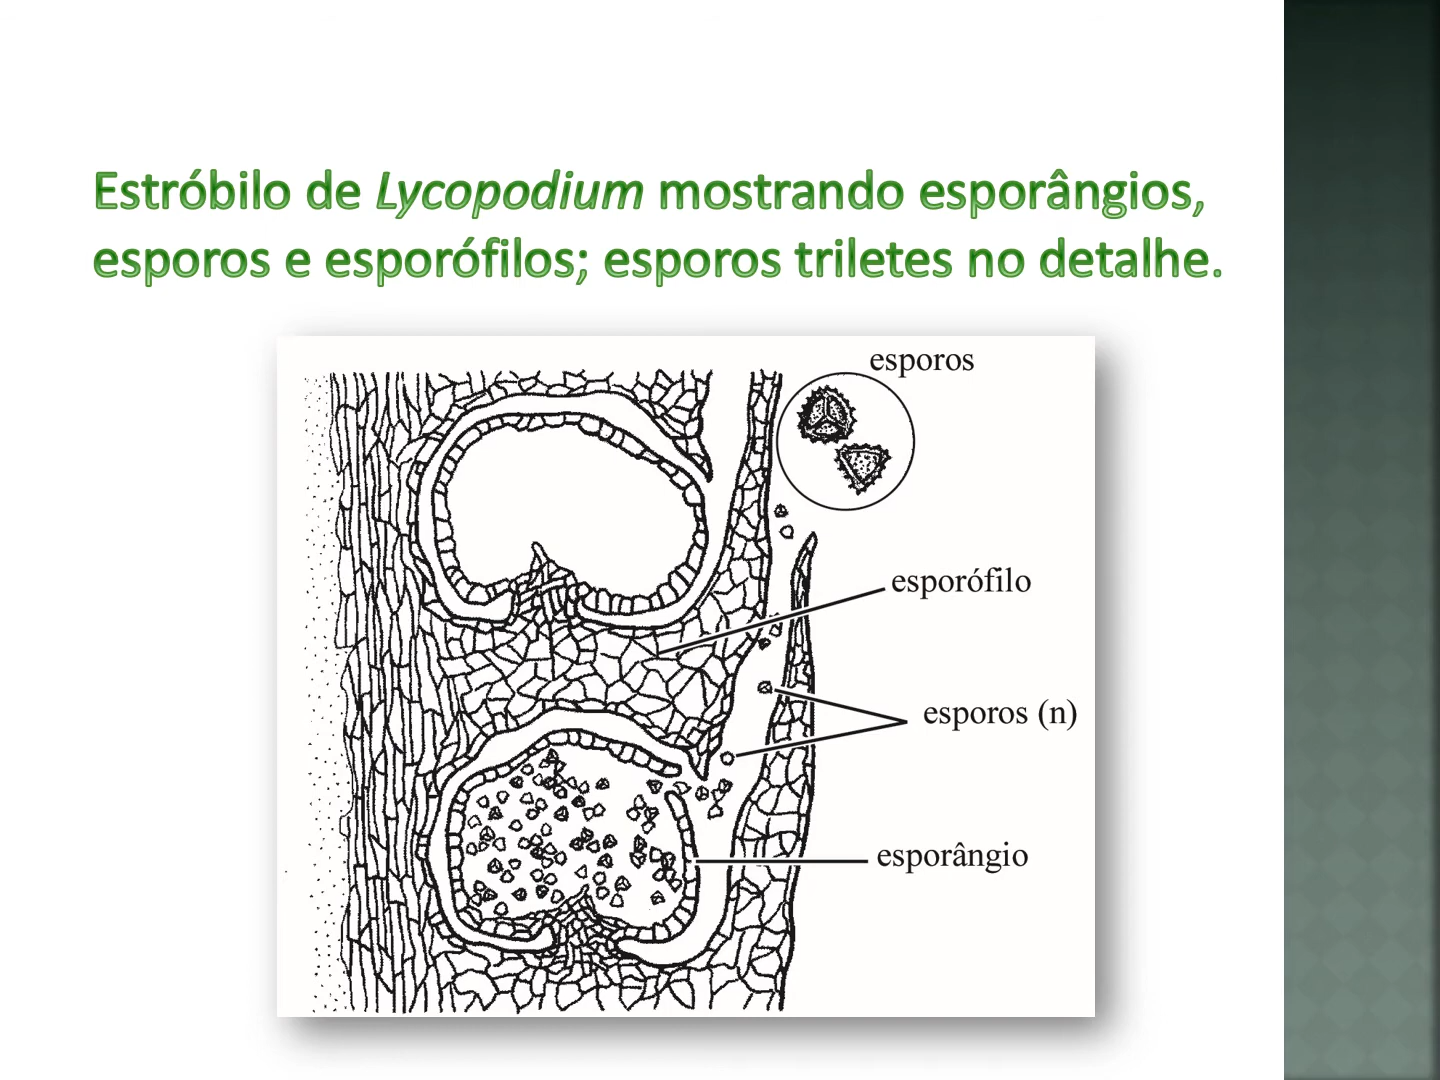 Estróbilo de Lycopodium mostrando esporângios,
esporos e esporófilos; esporos triletes no detalhe.
esporos
esporófilo
esporos (n)
esporângio